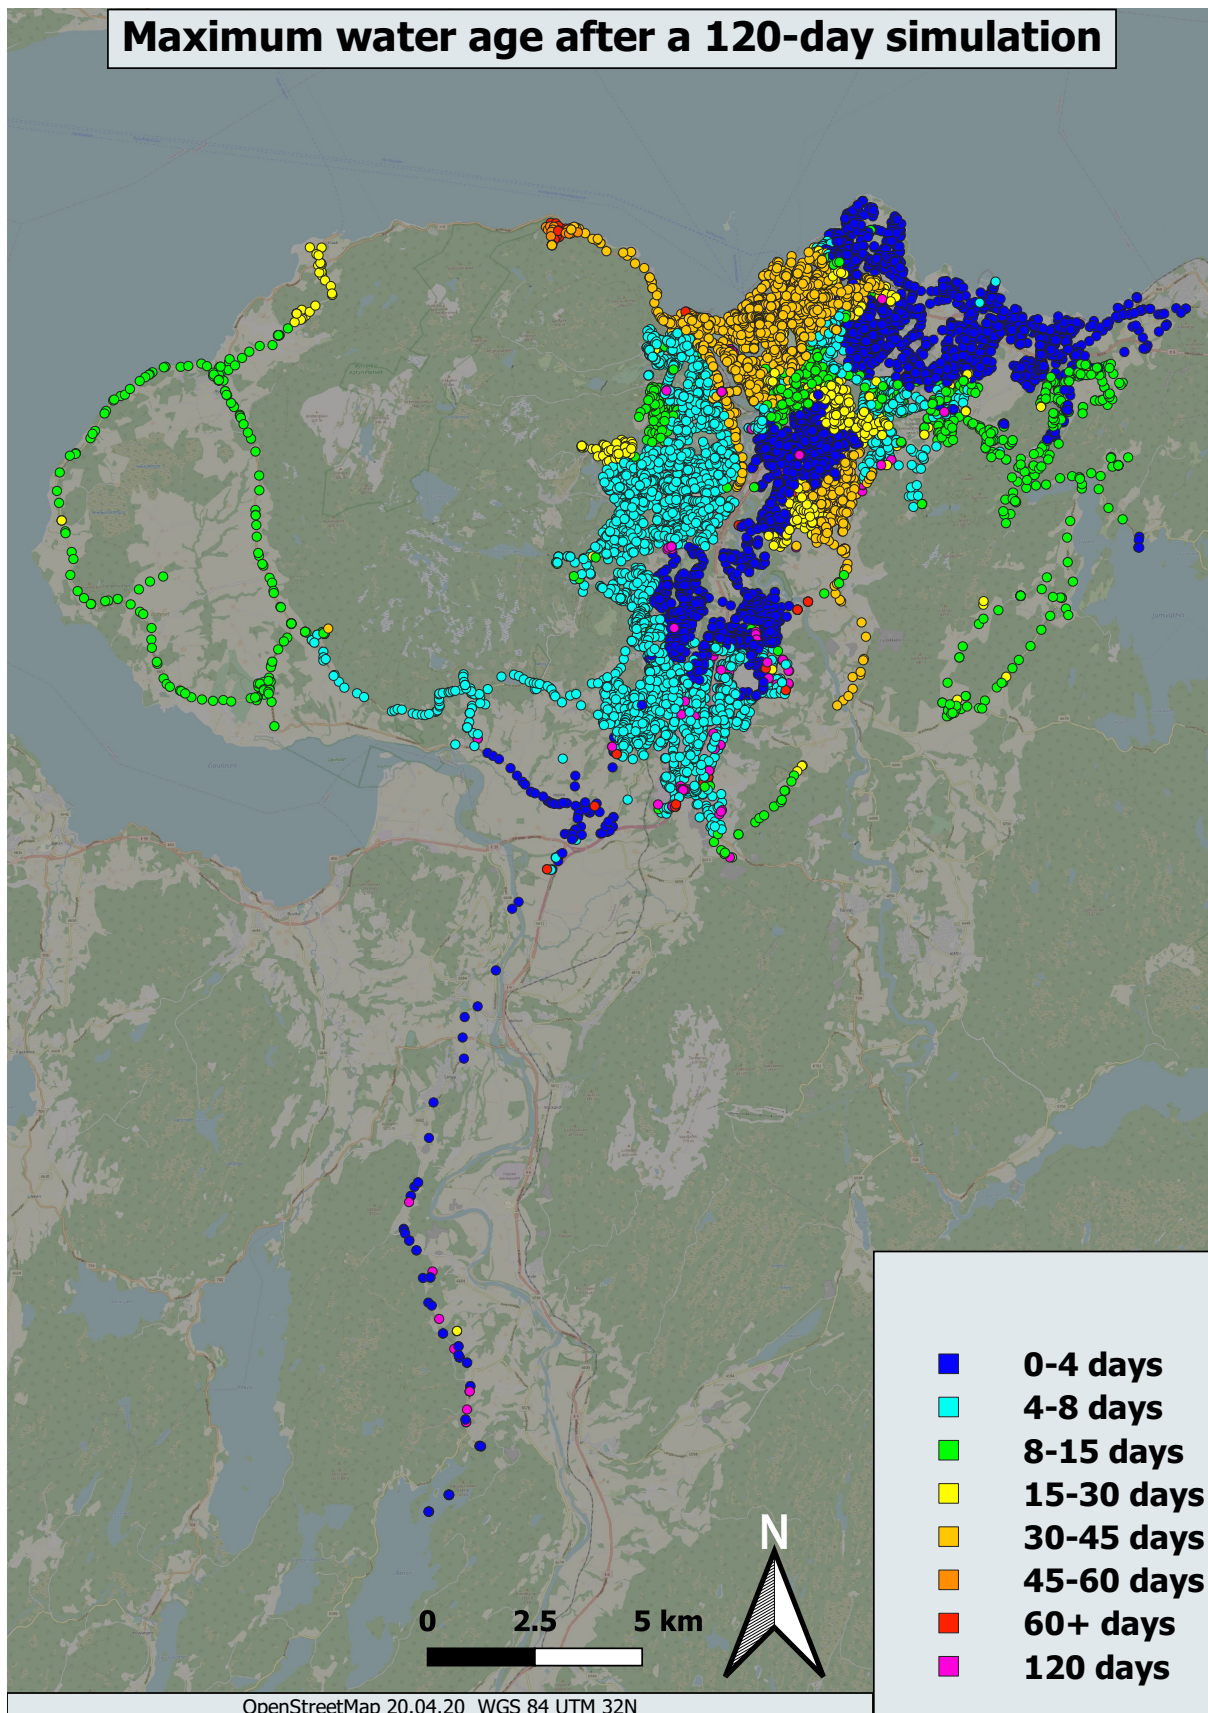 Maximum water age after a 120-day simulation
0-4 days
4-8 days
8-15 days
15-30 days
30-45 days
45-60 days
60+ days
120 days
N
0 2.5 5 km
OpenStreetMap 20.04.20 WGS 84 UTM 32N